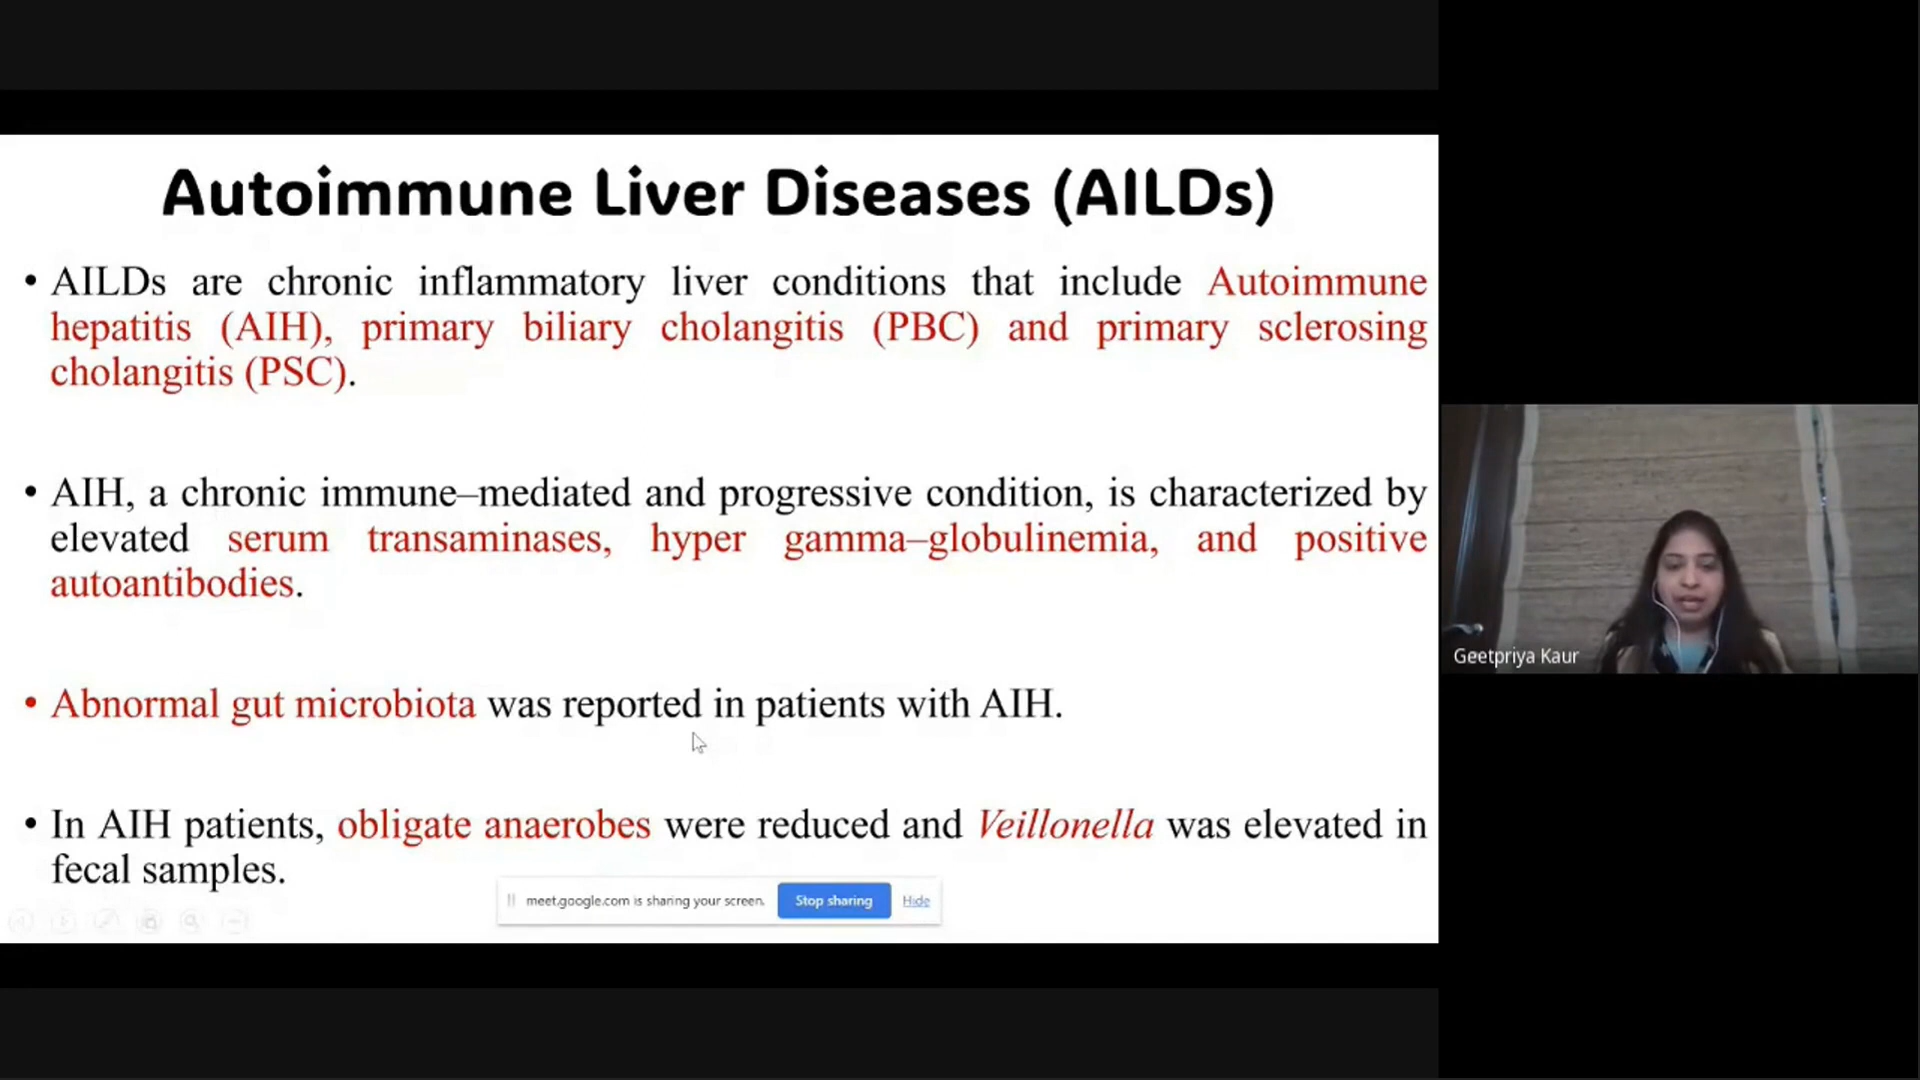 Autoimmune Liver Diseases (AILDs)
• AILDs are chronic inflammatory liver conditions that include Autoimmune
hepatitis (AIH), primary biliary cholangitis (PBC) and primary sclerosing
cholangitis (PSC).
• AIH, a chronic immune–mediated and progressive condition, is characterized by
elevated serum transaminases, hyper gamma–globulinemia, and positive
autoantibodies.
• Abnormal gut microbiota was reported in patients with AIH.
• In AIH patients, obligate anaerobes were reduced and Veillonella was elevated in
fecal samples.
meet.google.com is sharing your screen. Stop sharing Hide
Geetpriya Kaur